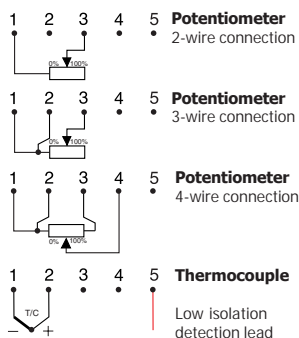 1 2 3 4 5 Potentiometer
2-wire connection
0% 100%
1 2 3 4 5 Potentiometer
3-wire connection
0% 100%
1 2 3 4 5 Potentiometer
4-wire connection
0% 100%
1 2 3 4 5 Thermocouple
T/C
Low isolation
– + detection lead